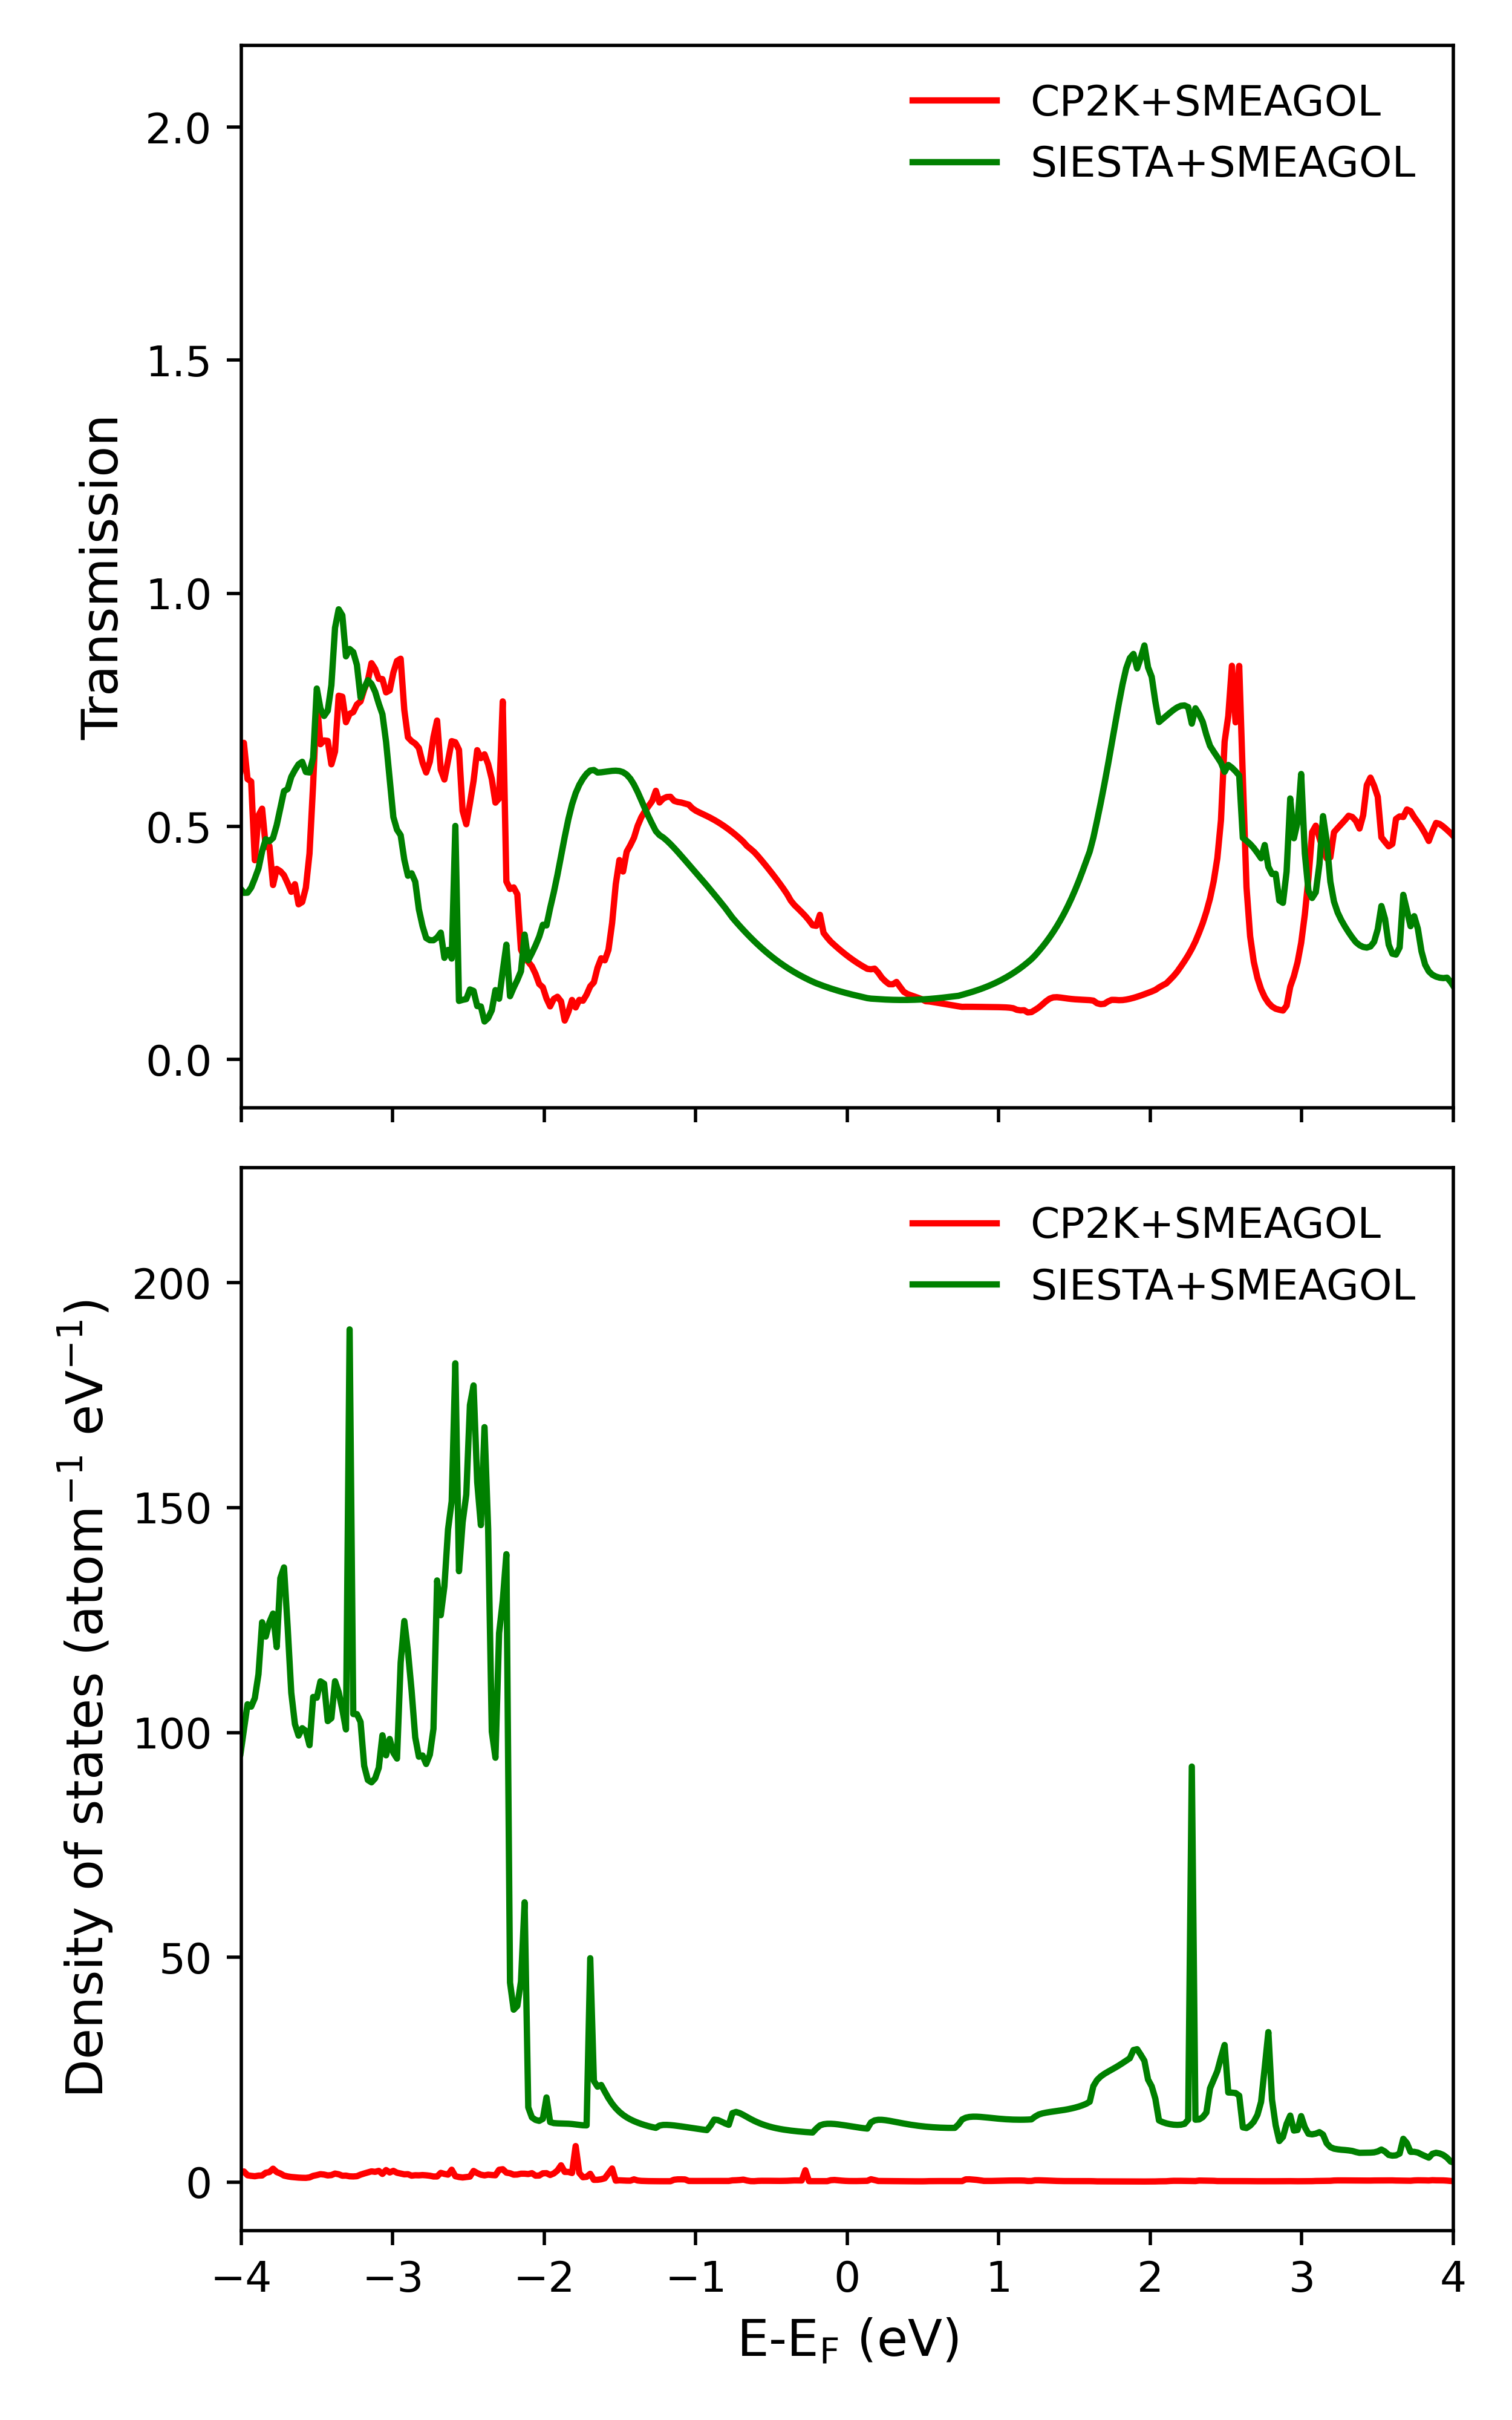 CP2K+SMEAGOL
SIESTA+SMEAGOL
2.0
1.5
1.0
0.5
0.0
Transmission
CP2K+SMEAGOL
SIESTA+SMEAGOL
200
150
100
50
0
Density of states (atom⁻¹ eV⁻¹)
−4 −3 −2 −1 0 1 2 3 4
E-E_F (eV)